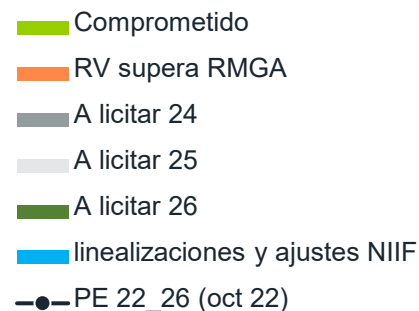 Comprometido
RV supera RMGA
A licitar 24
A licitar 25
A licitar 26
linealizaciones y ajustes NIIF
PE 22_26 (oct 22)